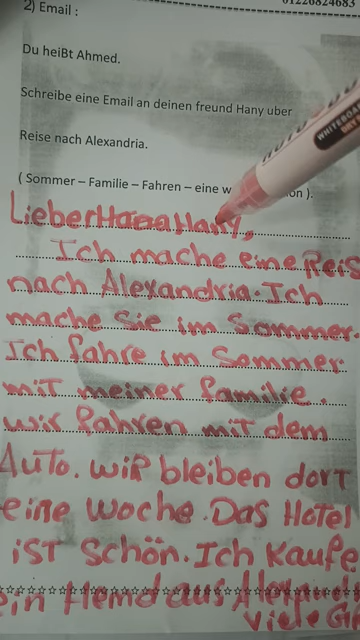 01226824683
2) Email :
Du heißt Ahmed.
Schreibe eine Email an deinen freund Hany uber
Reise nach Alexandria.
( Sommer – Familie – Fahren – eine w
on ).
WHITEBOA
Lieber Hany,
Ich mache eine Reis
nach Alexandria. Ich
mache Sie im Sommer.
Ich fahre im Sommer
mit meiner familie.
wir fahren mit dem
Auto. wir bleiben dort
eine woche. Das Hotel
ist schön. Ich kaufe
ein Hemd aus
viele